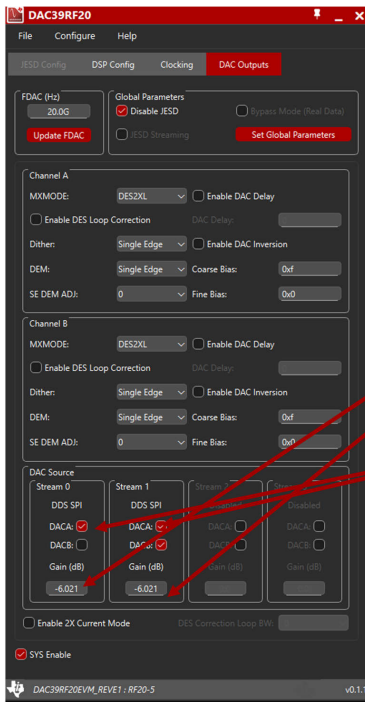 DAC39RF20
File Configure Help
JESD Config DSP Config Clocking DAC Outputs
FDAC (Hz)
20.0G
Update FDAC
Global Parameters
Disable JESD Bypass Mode (Real Data)
JESD Streaming Set Global Parameters
Channel A
MXMODE: DES2XL Enable DAC Delay
Enable DES Loop Correction DAC Delay:
Dither: Single Edge Enable DAC Inversion
DEM: Single Edge Coarse Bias: 0xf
SE DEM ADJ: 0 Fine Bias: 0x0
Channel B
MXMODE: DES2XL Enable DAC Delay
Enable DES Loop Correction DAC Delay:
Dither: Single Edge Enable DAC Inversion
DEM: Single Edge Coarse Bias: 0xf
SE DEM ADJ: 0 Fine Bias: 0x0
DAC Source
Stream 0 Stream 1 Stream 2
DDS SPI DDS SPI Disabled Disabled
DACA: DACA: DACA: DACA:
DACB: DACB: DACB: DACB:
Gain (dB) Gain (dB) Gain (dB) Gain (dB)
-6.021 -6.021
Enable 2X Current Mode DES Correction Loop BW:
SYS Enable
DAC39RF20EVM_REVE1 : RF20-5 v0.1.1